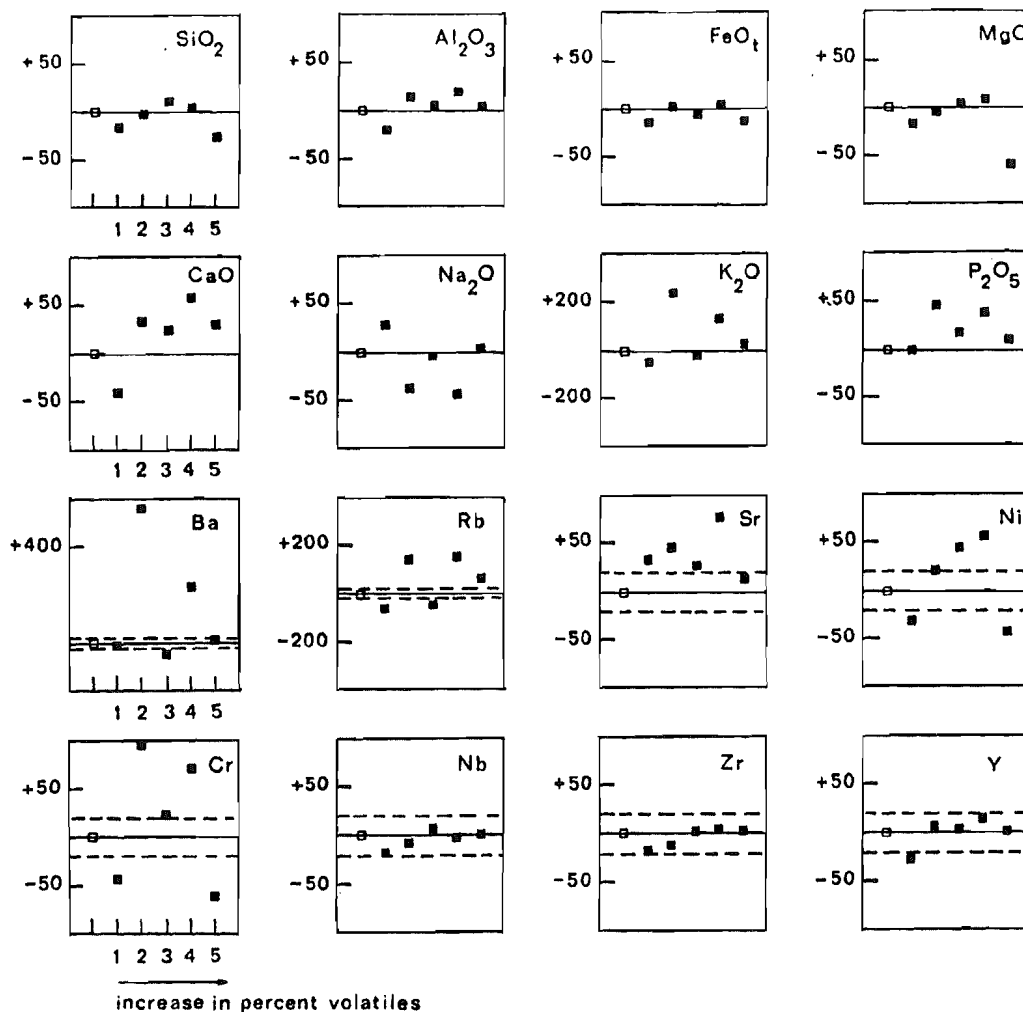 SiO2 Al2O3 FeOt MgO
+50 +50 +50 +50
-50 -50 -50 -50
1 2 3 4 5
CaO Na2O K2O P2O5
+50 +50 +200 +50
-50 -50 -200 -50
1 2 3 4 5
Ba Rb Sr Ni
+400 +200 +50 +50
-200 -50 -50
1 2 3 4 5
Cr Nb Zr Y
+50 +50 +50 +50
-50 -50 -50 -50
1 2 3 4 5
increase in percent volatiles